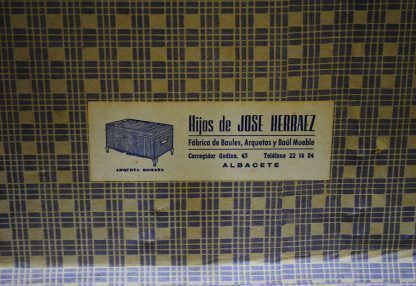 Hijos de JOSE HERRAEZ
Fábrica de Baules, Arquetas y Baúl Mueble
Corregidor Godino, 43 Teléfono 22 14 84
ALBACETE
ARQUETA ROMANA